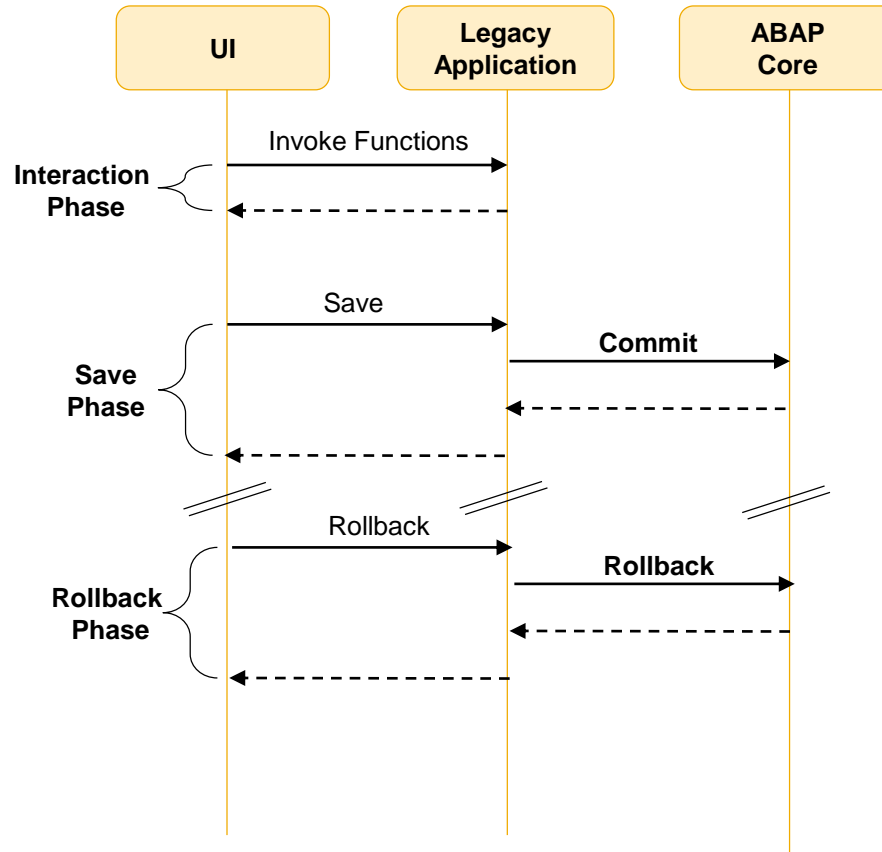 UI
Legacy
Application
ABAP
Core
Invoke Functions
Interaction
Phase
Save
Commit
Save
Phase
Rollback
Rollback
Rollback
Phase